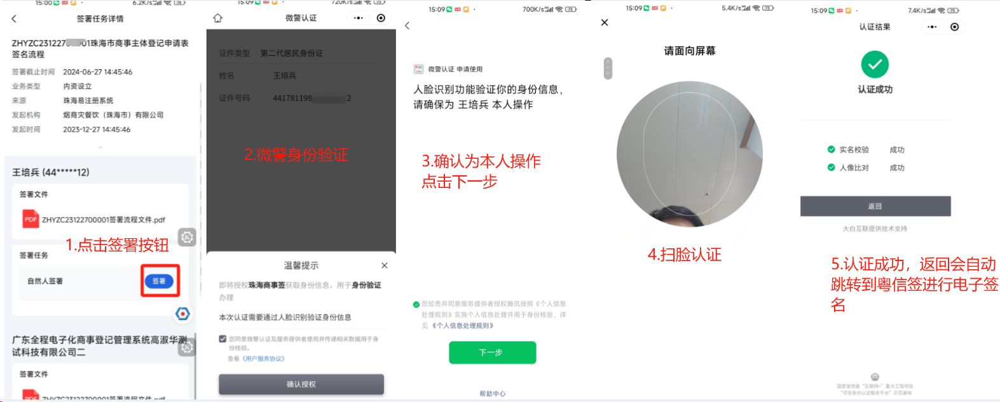 15:00
6.2K/s
签署任务详情
ZHYZC231227 01珠海市商事主体登记申请表
签名流程
签署截止时间 2024-06-27 14:45:46
业务类型 内资设立
来源 珠海易注册系统
发起机构 烟商灾餐饮（珠海市）有限公司
发起时间 2023-12-27 14:45:46
王培兵 (44*****12)
签署文件
PDF ZHYZC23122700001签署流程文件.pdf
1.点击签署按钮
签署任务
自然人签署 签署
广东全程电子化商事登记管理系统高淑华测
试科技有限公司二
签署文件
PDF ZHYZC23122700001签署流程文件.pdf
15:09
720K/s
微警认证
证件类型 第二代居民身份证
姓名 王培兵
证件号码 441781198 2
2.微警身份验证
温馨提示
即将授权珠海商事签获取身份信息，用于身份验证
办理
本次认证需要通过人脸识别验证身份信息
您同意微警认证及服务提供者使用并传递相关数据用于身
份核验。
查看《用户服务协议》
确认授权
15:09
700K/s 73
微警认证 申请使用
人脸识别功能验证你的身份信息，
请确保为 王培兵 本人操作
3.确认为本人操作
点击下一步
您知悉并同意服务提供者授权腾讯按照《个人信息
处理规则》实施个人信息处理并用于身份核验，详
见《个人信息处理规则》
下一步
帮助中心
15:09
5.4K/s 73
请面向屏幕
4.扫脸认证
15:09
7.4K/s 73
认证结果
认证成功
实名校验 成功
人像比对 成功
返回
大白互联提供技术支持
5.认证成功，返回会自动
跳转到粤信签进行电子签
名
国家发改委“互联网+”重大工程项目
“可信身份认证服务平台”示范基地